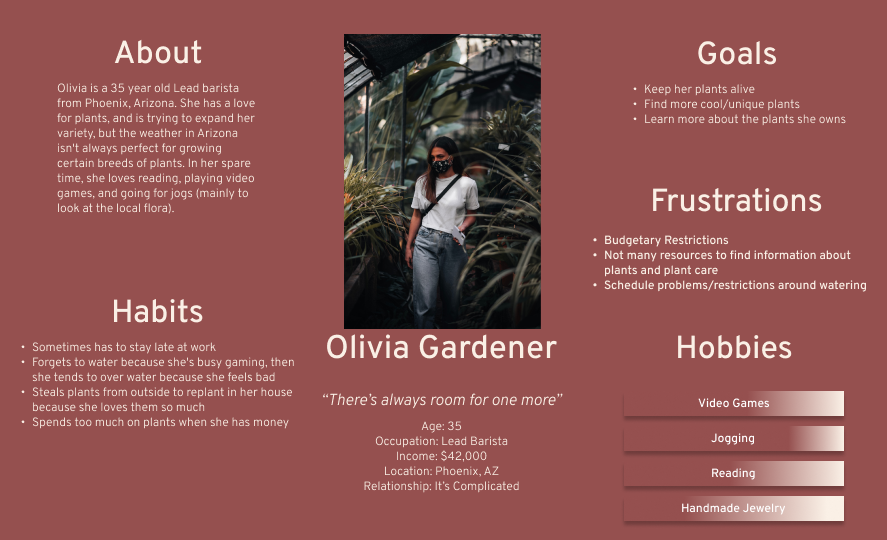 About
Olivia is a 35 year old Lead barista
from Phoenix, Arizona. She has a love
for plants, and is trying to expand her
variety, but the weather in Arizona
isn't always perfect for growing
certain breeds of plants. In her spare
time, she loves reading, playing video
games, and going for jogs (mainly to
look at the local flora).
Habits
• Sometimes has to stay late at work
• Forgets to water because she's busy gaming, then
she tends to over water because she feels bad
• Steals plants from outside to replant in her house
because she loves them so much
• Spends too much on plants when she has money
Olivia Gardener
“There’s always room for one more”
Age: 35
Occupation: Lead Barista
Income: $42,000
Location: Phoenix, AZ
Relationship: It’s Complicated
Goals
• Keep her plants alive
• Find more cool/unique plants
• Learn more about the plants she owns
Frustrations
• Budgetary Restrictions
• Not many resources to find information about
plants and plant care
• Schedule problems/restrictions around watering
Hobbies
Video Games
Jogging
Reading
Handmade Jewelry